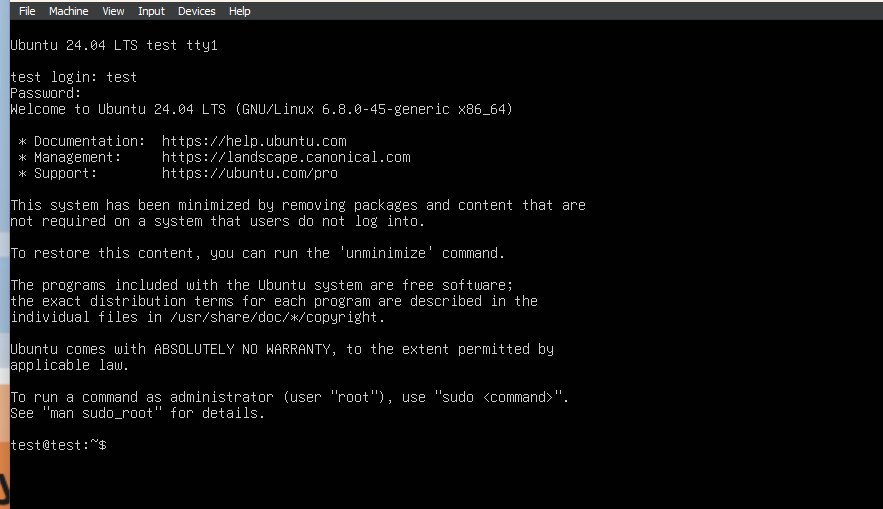 File Machine View Input Devices Help
Ubuntu 24.04 LTS test tty1
test login: test
Password:
Welcome to Ubuntu 24.04 LTS (GNU/Linux 6.8.0-45-generic x86_64)
* Documentation: https://help.ubuntu.com
* Management: https://landscape.canonical.com
* Support: https://ubuntu.com/pro
This system has been minimized by removing packages and content that are
not required on a system that users do not log into.
To restore this content, you can run the 'unminimize' command.
The programs included with the Ubuntu system are free software;
the exact distribution terms for each program are described in the
individual files in /usr/share/doc/*/copyright.
Ubuntu comes with ABSOLUTELY NO WARRANTY, to the extent permitted by
applicable law.
To run a command as administrator (user "root"), use "sudo <command>".
See "man sudo_root" for details.
test@test:~$